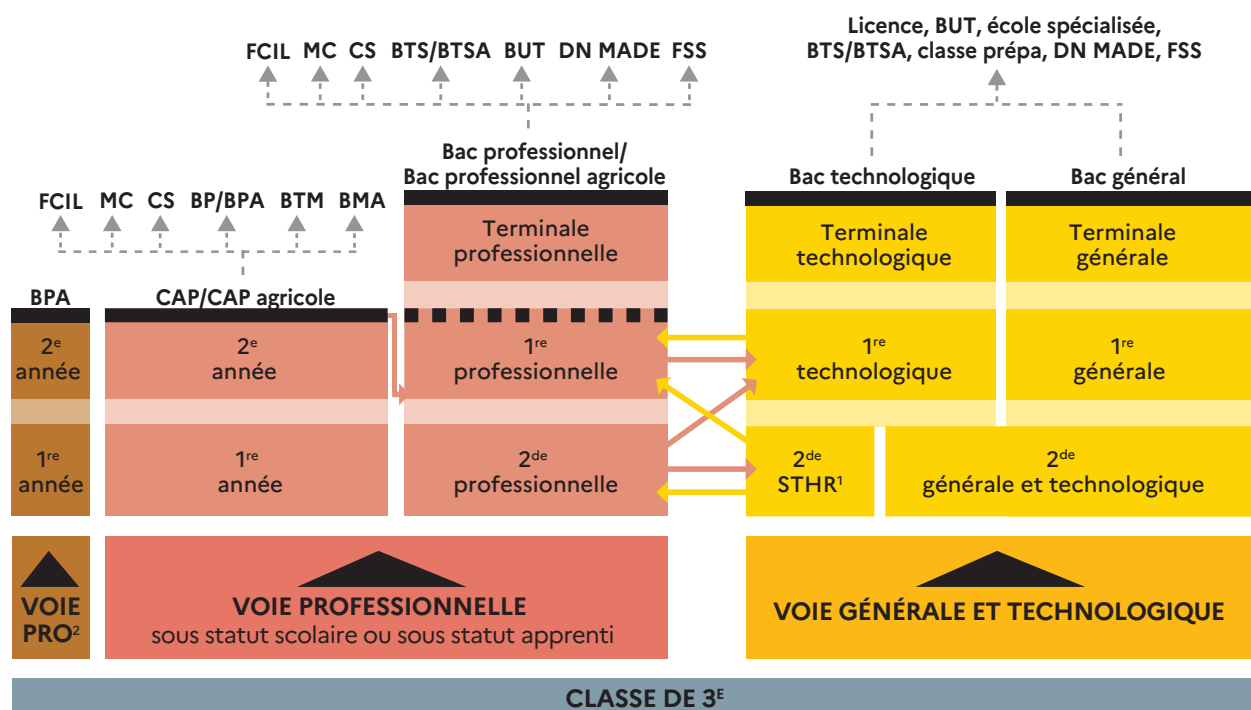 Licence, BUT, école spécialisée,
BTS/BTSA, classe prépa, DN MADE, FSS
FCIL MC CS BTS/BTSA BUT DN MADE FSS
Bac professionnel/
Bac professionnel agricole
Bac technologique
Bac général
FCIL MC CS BP/BPA BTM BMA
Terminale
professionnelle
Terminale
technologique
Terminale
générale
BPA
CAP/CAP agricole
2e
année
2e
année
1re
professionnelle
1re
technologique
1re
générale
1re
année
1re
année
2de
professionnelle
2de
STHR¹
2de
générale et technologique
VOIE
PRO²
VOIE PROFESSIONNELLE
sous statut scolaire ou sous statut apprenti
VOIE GÉNÉRALE ET TECHNOLOGIQUE
CLASSE DE 3E